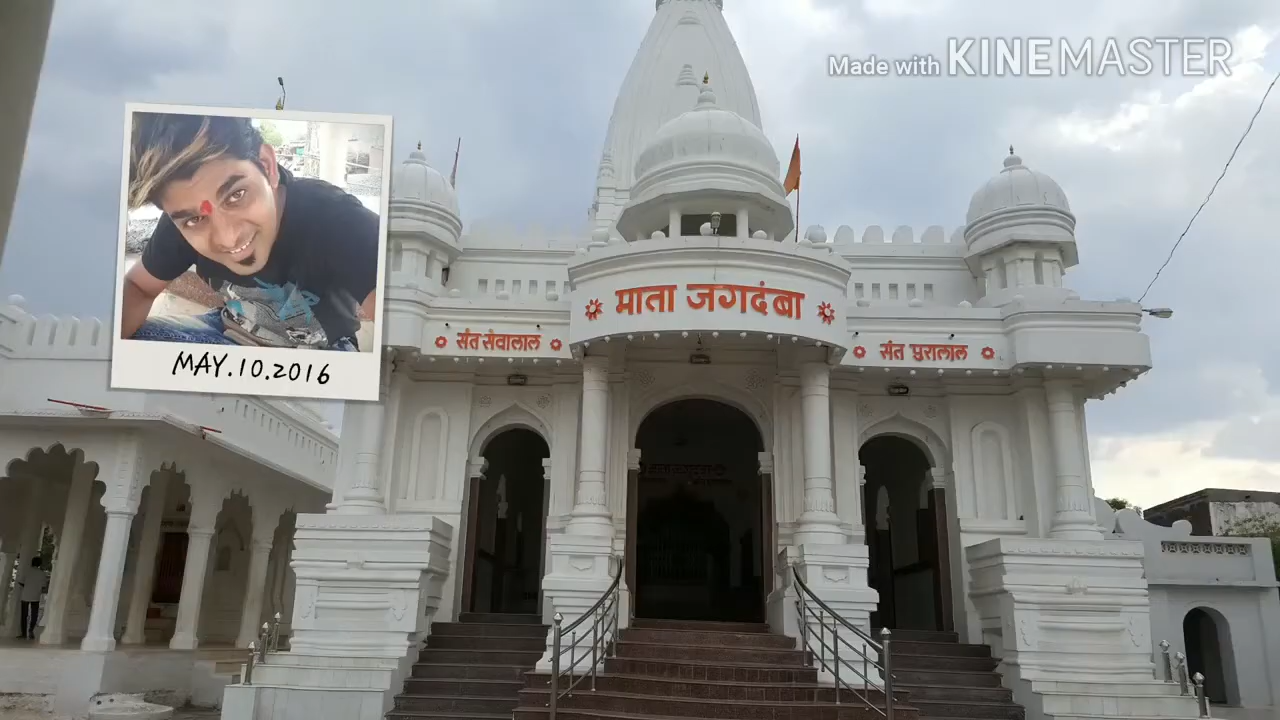 Made with KINEMASTER
माता जगदंबा
संत सेवालाल
संत पुरालाल
MAY.10.2016